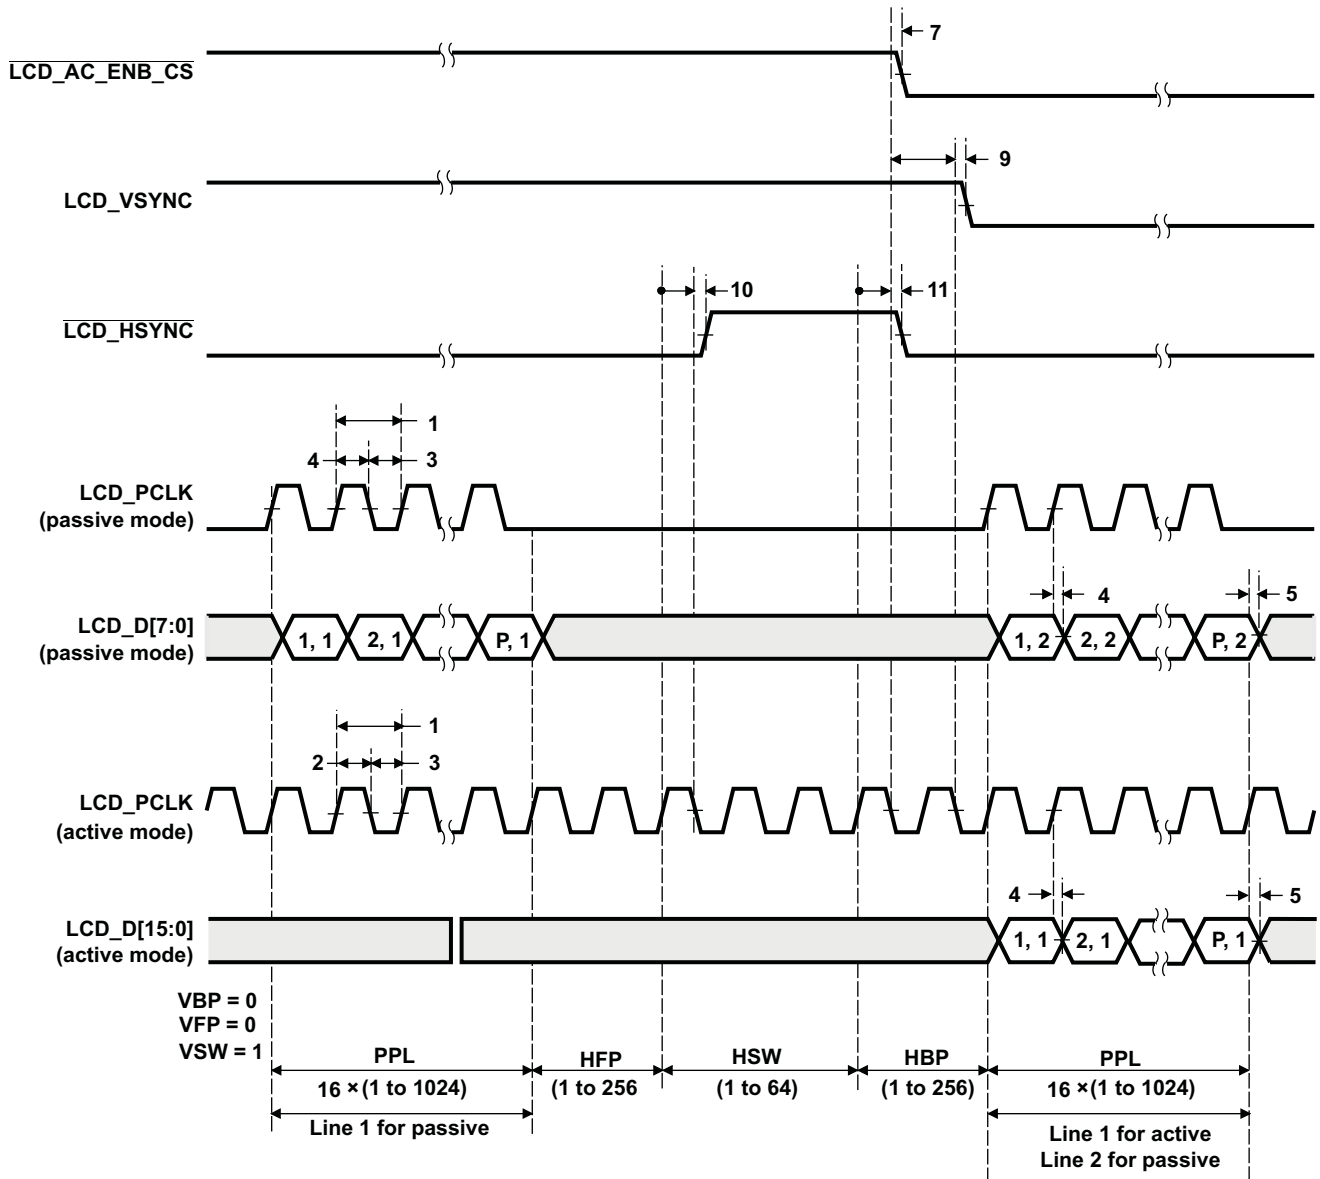 7
LCD_AC_ENB_CS
9
LCD_VSYNC
10
11
LCD_HSYNC
1
4
3
LCD_PCLK
(passive mode)
4
5
LCD_D[7:0]
(passive mode)
1, 1
2, 1
P, 1
1, 2
2, 2
P, 2
1
2
3
LCD_PCLK
(active mode)
4
5
LCD_D[15:0]
(active mode)
1, 1
2, 1
P, 1
VBP = 0
VFP = 0
VSW = 1
PPL
HFP
HSW
HBP
PPL
16 × (1 to 1024)
(1 to 256
(1 to 64)
(1 to 256)
16 × (1 to 1024)
Line 1 for passive
Line 1 for active
Line 2 for passive